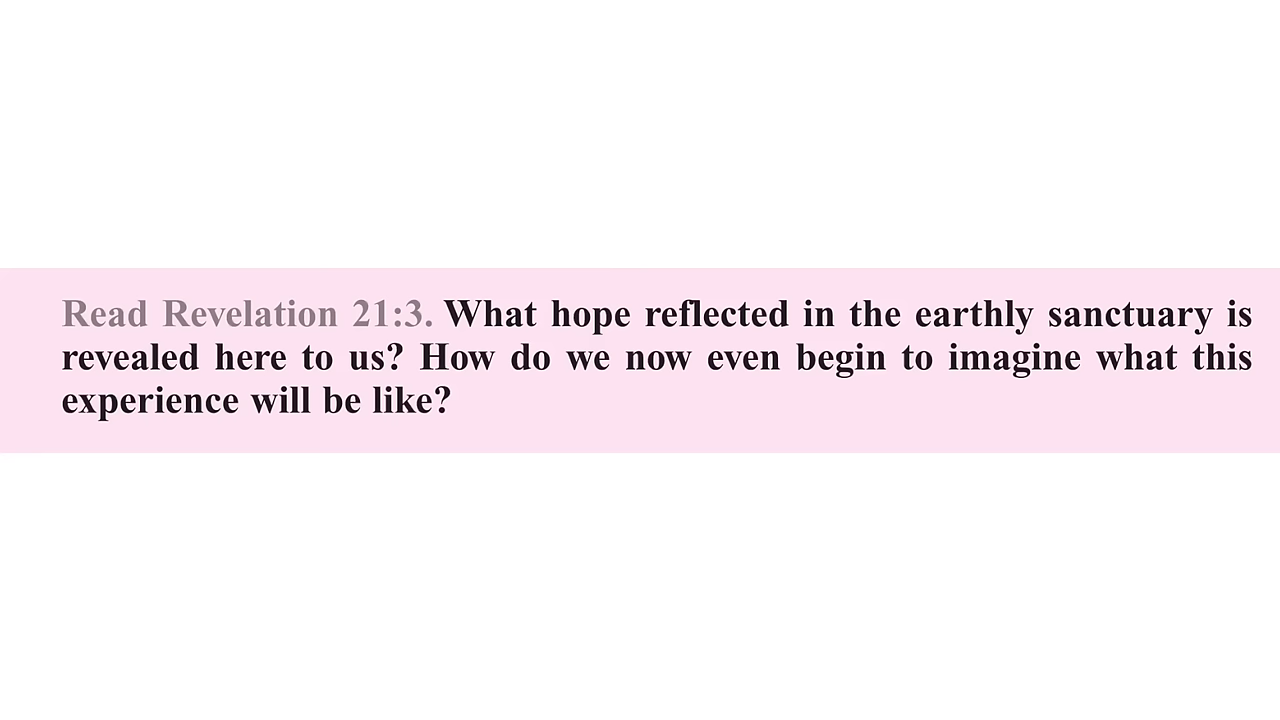 Read Revelation 21:3. What hope reflected in the earthly sanctuary is
revealed here to us? How do we now even begin to imagine what this
experience will be like?